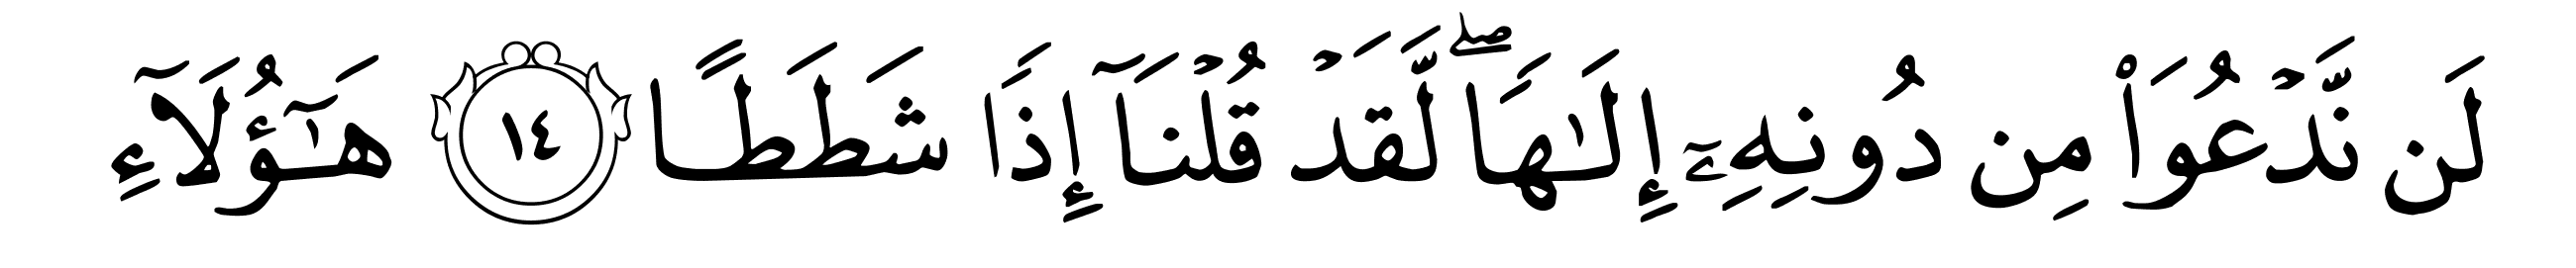 لَن نَّدۡعُوَاْ مِن دُونِهِۦٓ إِلَٰهٗاۖ لَّقَدۡ قُلۡنَآ إِذٗا شَطَطًا ١٤ هَٰٓؤُلَآءِ